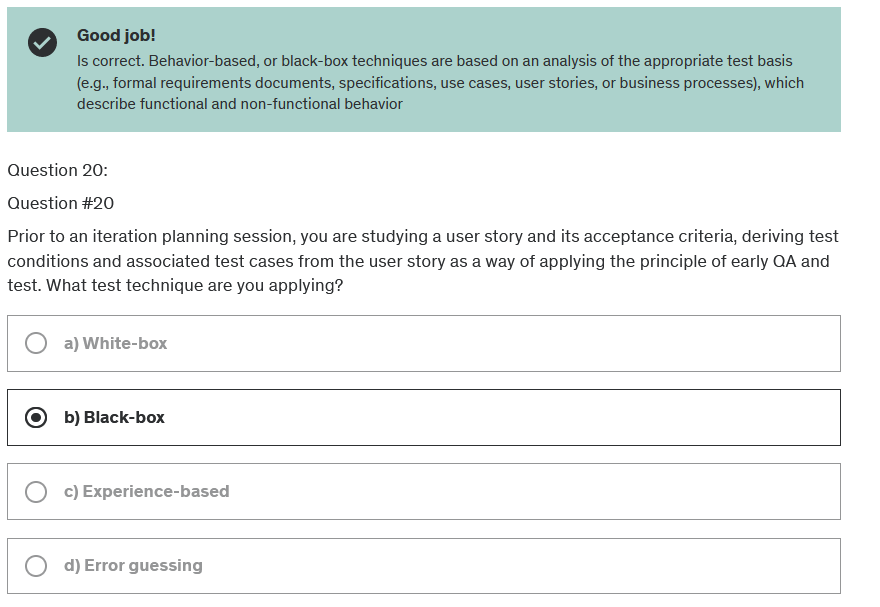 Good job!
Is correct. Behavior-based, or black-box techniques are based on an analysis of the appropriate test basis
(e.g., formal requirements documents, specifications, use cases, user stories, or business processes), which
describe functional and non-functional behavior
Question 20:
Question #20
Prior to an iteration planning session, you are studying a user story and its acceptance criteria, deriving test
conditions and associated test cases from the user story as a way of applying the principle of early QA and
test. What test technique are you applying?
a) White-box
b) Black-box
c) Experience-based
d) Error guessing